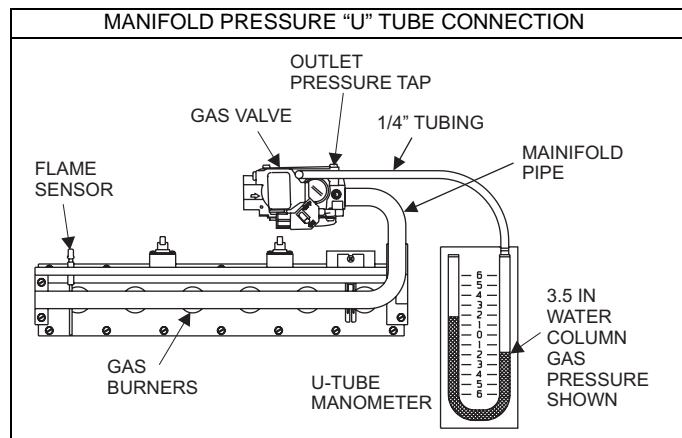 MANIFOLD PRESSURE “U” TUBE CONNECTION
OUTLET
PRESSURE TAP
GAS VALVE
1/4” TUBING
FLAME
SENSOR
MAINIFOLD
PIPE
6
5
4
3
2
1
0
1
2
3
4
5
6
3.5 IN
WATER
COLUMN
GAS
PRESSURE
SHOWN
GAS
BURNERS
U-TUBE
MANOMETER